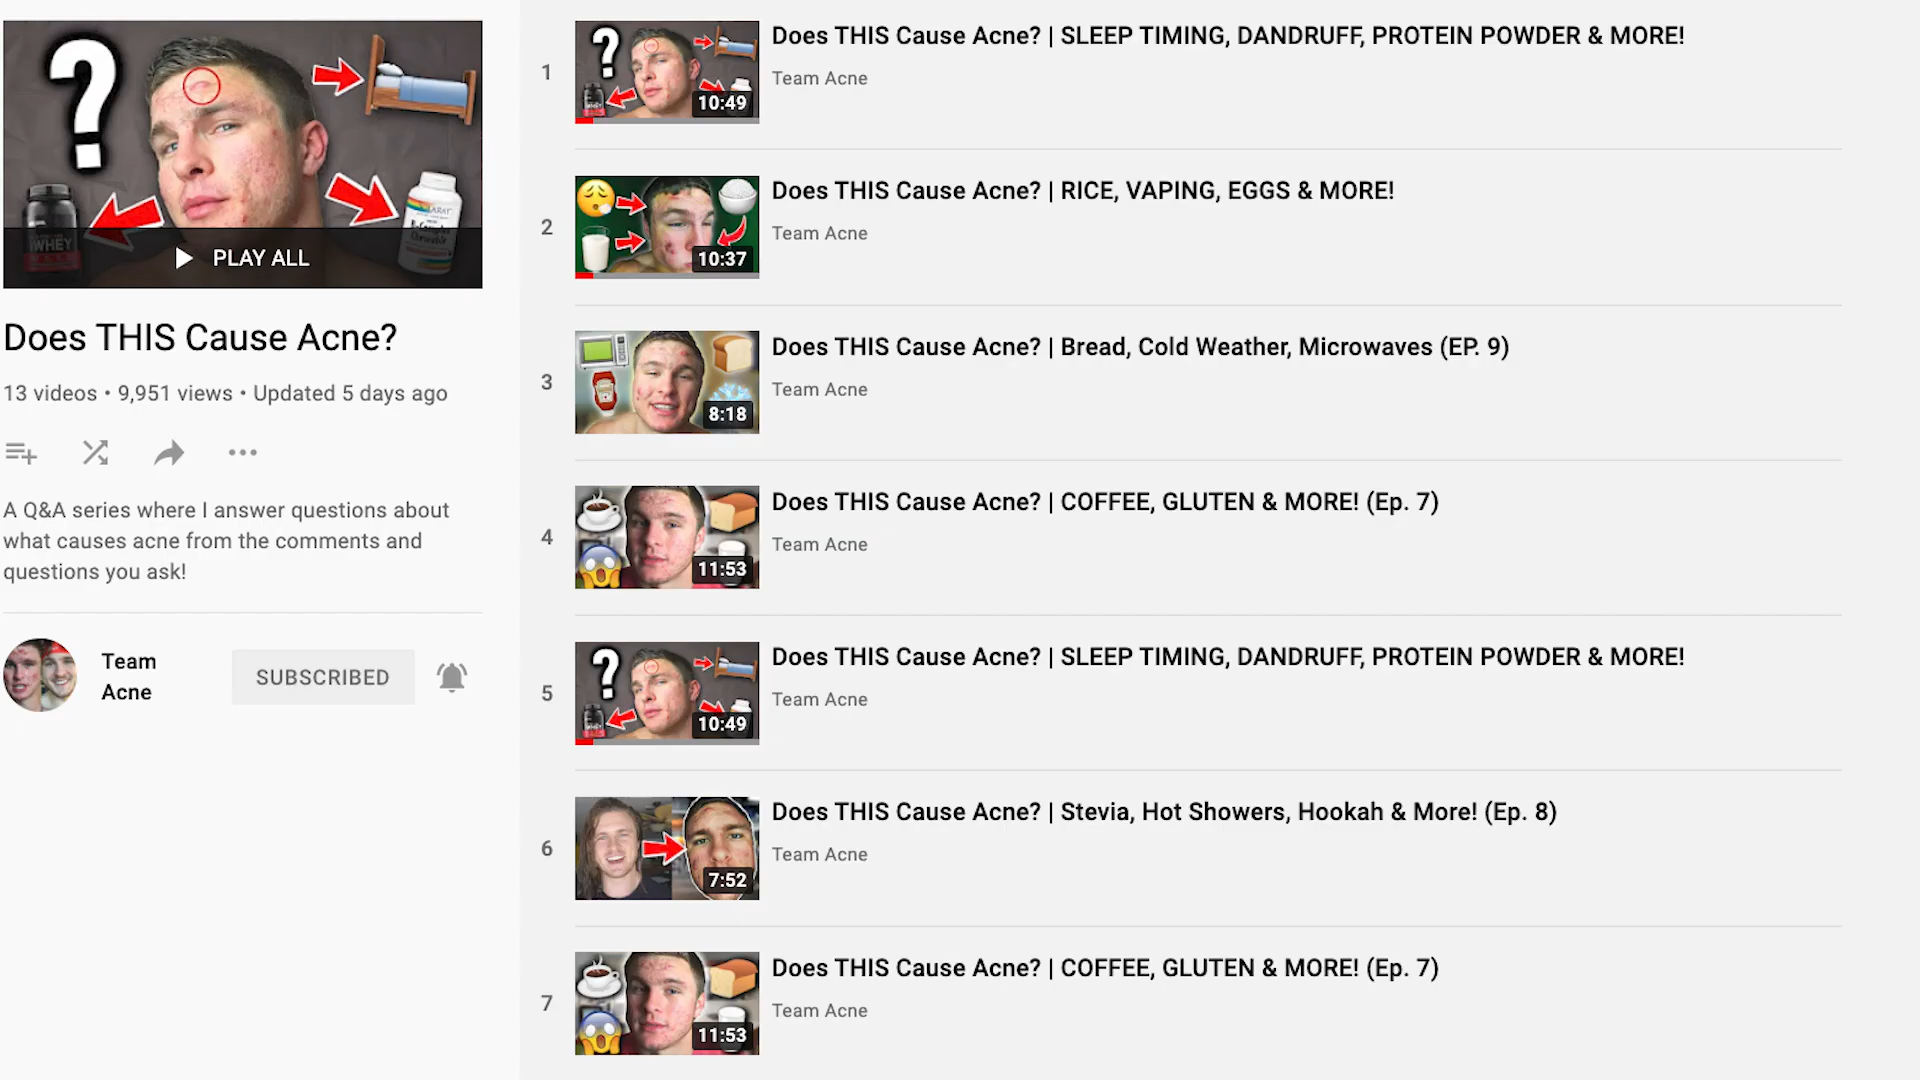 ?
WHEY
PLAY ALL
Does THIS Cause Acne?
13 videos • 9,951 views • Updated 5 days ago
A Q&A series where I answer questions about
what causes acne from the comments and
questions you ask!
Team
Acne
SUBSCRIBED
1
?
10:49
Does THIS Cause Acne? | SLEEP TIMING, DANDRUFF, PROTEIN POWDER & MORE!
Team Acne
2
10:37
Does THIS Cause Acne? | RICE, VAPING, EGGS & MORE!
Team Acne
3
8:18
Does THIS Cause Acne? | Bread, Cold Weather, Microwaves (EP. 9)
Team Acne
4
11:53
Does THIS Cause Acne? | COFFEE, GLUTEN & MORE! (Ep. 7)
Team Acne
5
?
10:49
Does THIS Cause Acne? | SLEEP TIMING, DANDRUFF, PROTEIN POWDER & MORE!
Team Acne
6
7:52
Does THIS Cause Acne? | Stevia, Hot Showers, Hookah & More! (Ep. 8)
Team Acne
7
11:53
Does THIS Cause Acne? | COFFEE, GLUTEN & MORE! (Ep. 7)
Team Acne